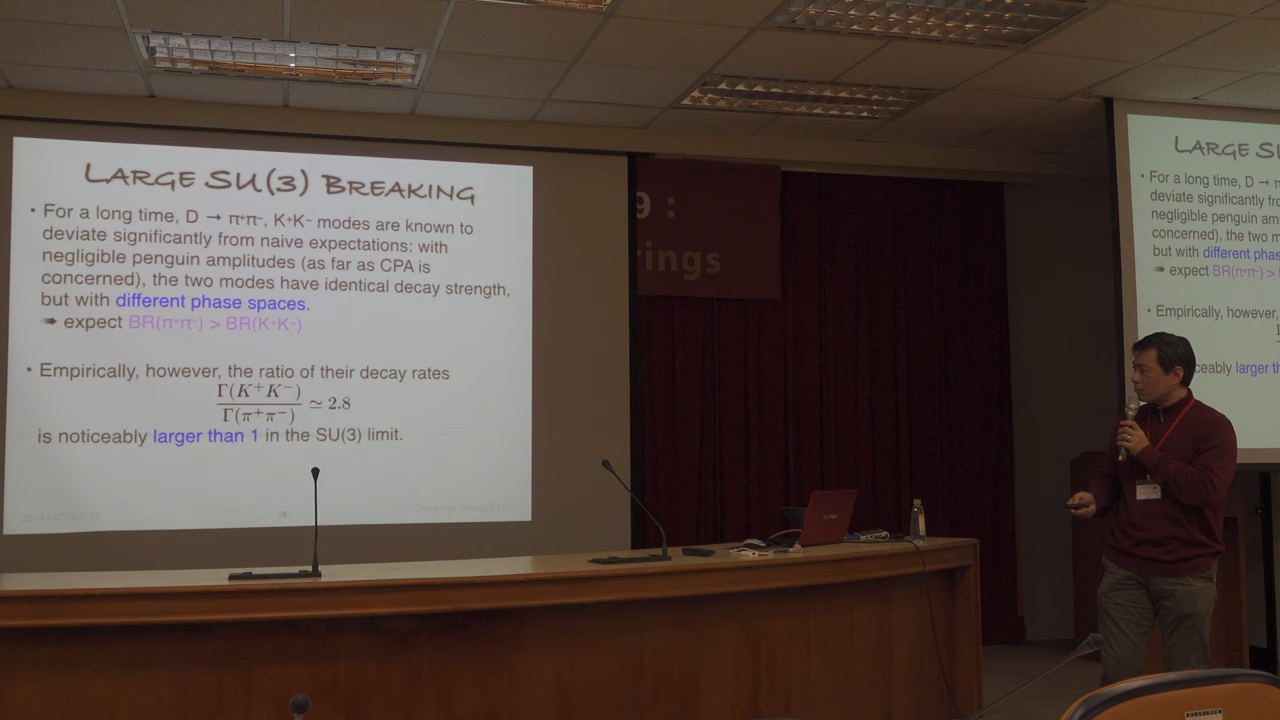 LARGE SU(3) BREAKING
• For a long time, D → π⁺π⁻, K⁺K⁻ modes are known to
deviate significantly from naive expectations: with
negligible penguin amplitudes (as far as CPA is
concerned), the two modes have identical decay strength,
but with different phase spaces.
➠ expect BR(π⁺π⁻) > BR(K⁺K⁻)
• Empirically, however, the ratio of their decay rates
Γ(K⁺K⁻)
Γ(π⁺π⁻) ≃ 2.8
is noticeably larger than 1 in the SU(3) limit.
18
9 :
rings
LARGE SU
• For a long time, D → π
deviate significantly fro
negligible penguin am
concerned), the two m
but with different phas
➠ expect BR(π⁺π⁻) >
• Empirically, however,
ceably larger th